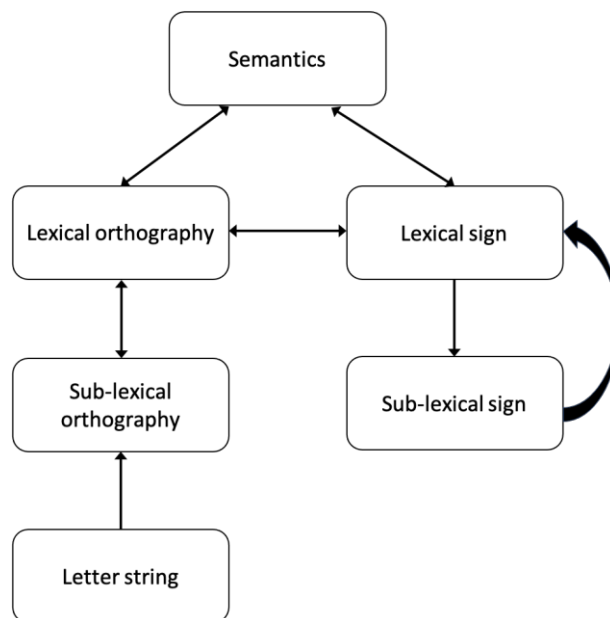 Semantics
Lexical orthography
Lexical sign
Sub-lexical
orthography
Sub-lexical sign
Letter string